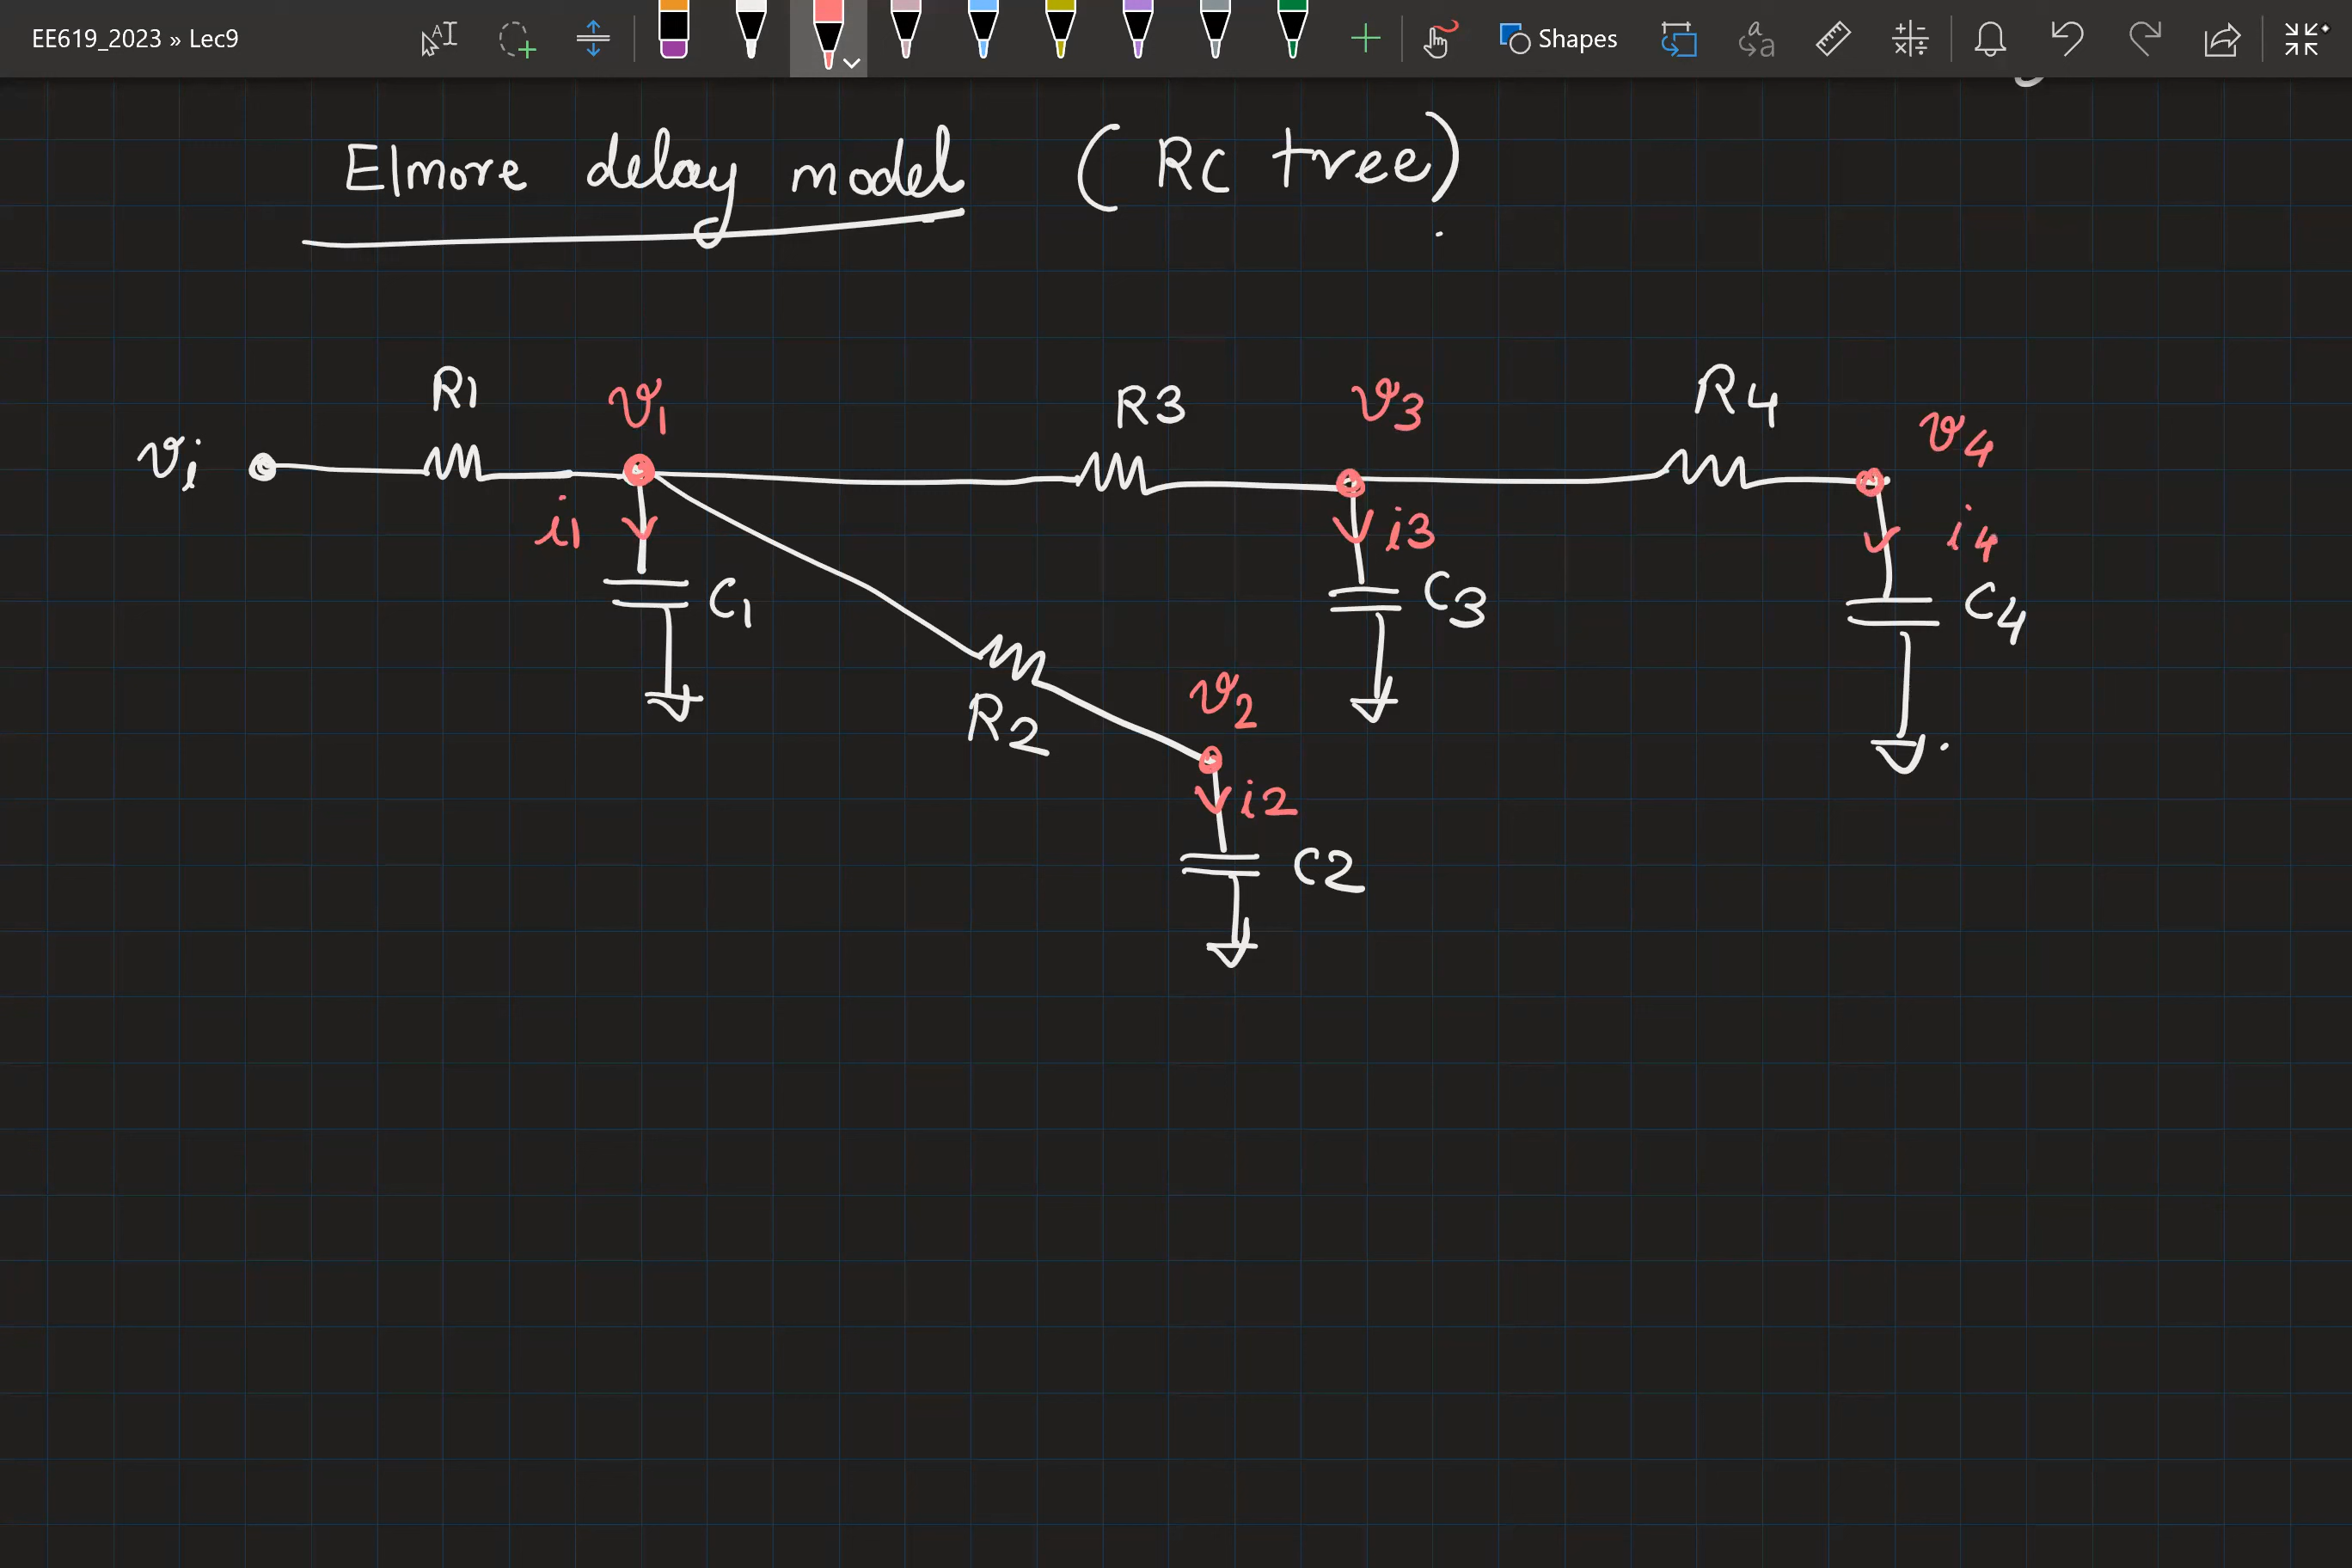 EE619_2023 » Lec9
Shapes
Elmore delay model (RC tree)
R1 v1 R3 v3 R4 v4
vi
i1 i3 i4
C1 C3 C4
R2 v2
i2
C2